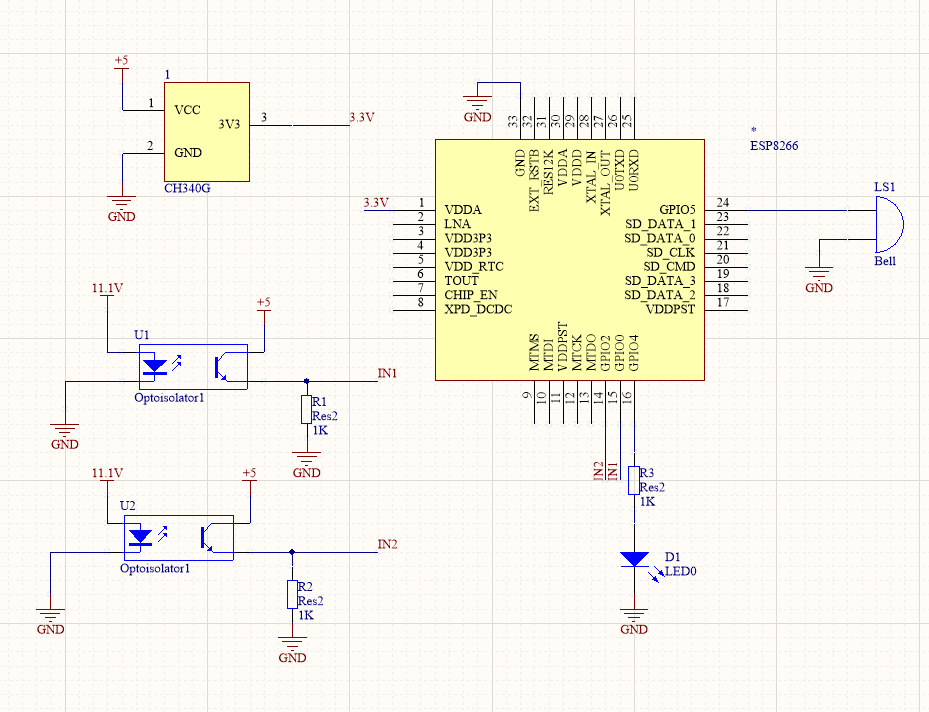 +5
1
1
VCC
3V3
3
3.3V
2
GND
CH340G
GND
GND
33
32
31
30
29
28
27
26
25
GND
EXT_RSTB
RES12K
VDDA
VDDD
XTAL_IN
XTAL_OUT
U0TXD
U0RXD
*
ESP8266
3.3V
1
VDDA
2
LNA
3
VDD3P3
4
VDD3P3
5
VDD_RTC
6
TOUT
7
CHIP_EN
8
XPD_DCDC
GPIO5
24
SD_DATA_1
23
SD_DATA_0
22
SD_CLK
21
SD_CMD
20
SD_DATA_3
19
SD_DATA_2
18
VDDPST
17
LS1
Bell
GND
MTMS
MTDI
VDDPST
MTCK
MTDO
GPIO2
GPIO0
GPIO4
9
10
11
12
13
14
15
16
IN2
IN1
R3
Res2
1K
D1
LED0
GND
11.1V
+5
U1
Optoisolator1
IN1
R1
Res2
1K
GND
GND
11.1V
+5
U2
Optoisolator1
IN2
R2
Res2
1K
GND
GND